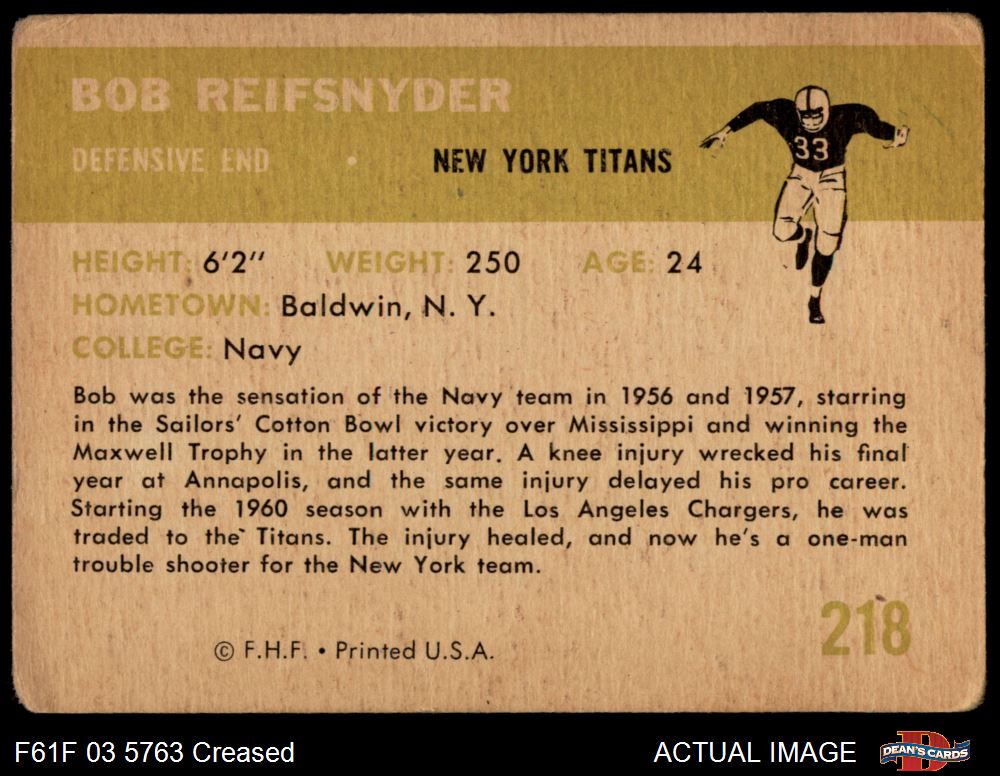 BOB REIFSNYDER
DEFENSIVE END • NEW YORK TITANS
33
HEIGHT: 6'2" WEIGHT: 250 AGE: 24
HOMETOWN: Baldwin, N. Y.
COLLEGE: Navy
Bob was the sensation of the Navy team in 1956 and 1957, starring
in the Sailors' Cotton Bowl victory over Mississippi and winning the
Maxwell Trophy in the latter year. A knee injury wrecked his final
year at Annapolis, and the same injury delayed his pro career.
Starting the 1960 season with the Los Angeles Chargers, he was
traded to the Titans. The injury healed, and now he's a one-man
trouble shooter for the New York team.
218
© F.H.F. • Printed U.S.A.
F61F 03 5763 Creased
ACTUAL IMAGE
D
DEAN'S CARDS